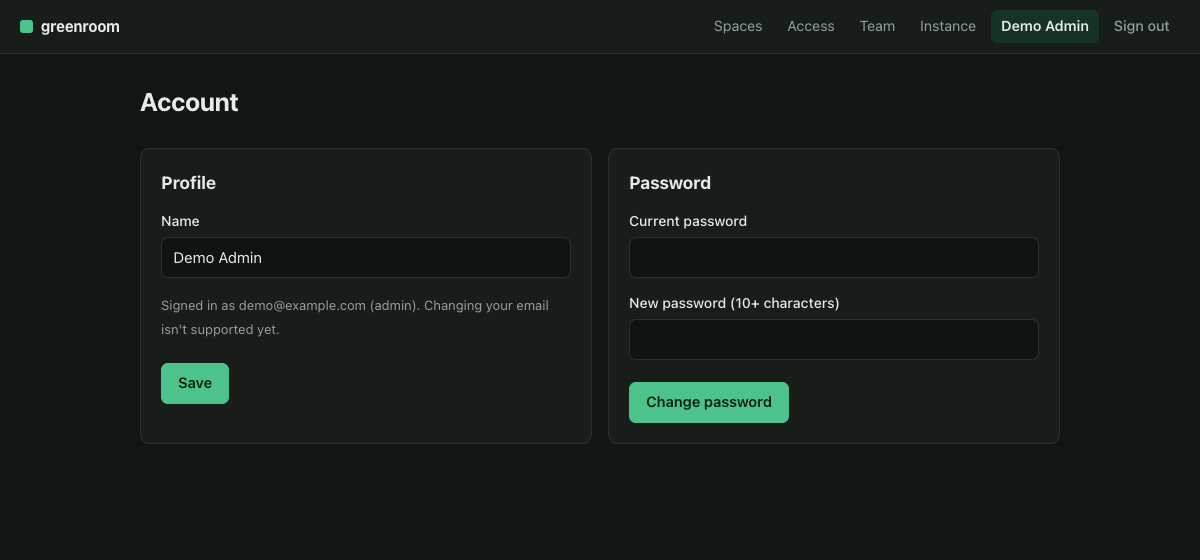 greenroom
Spaces
Access
Team
Instance
Demo Admin
Sign out
Account
Profile
Name
Demo Admin
Signed in as demo@example.com (admin). Changing your email
isn't supported yet.
Save
Password
Current password
New password (10+ characters)
Change password